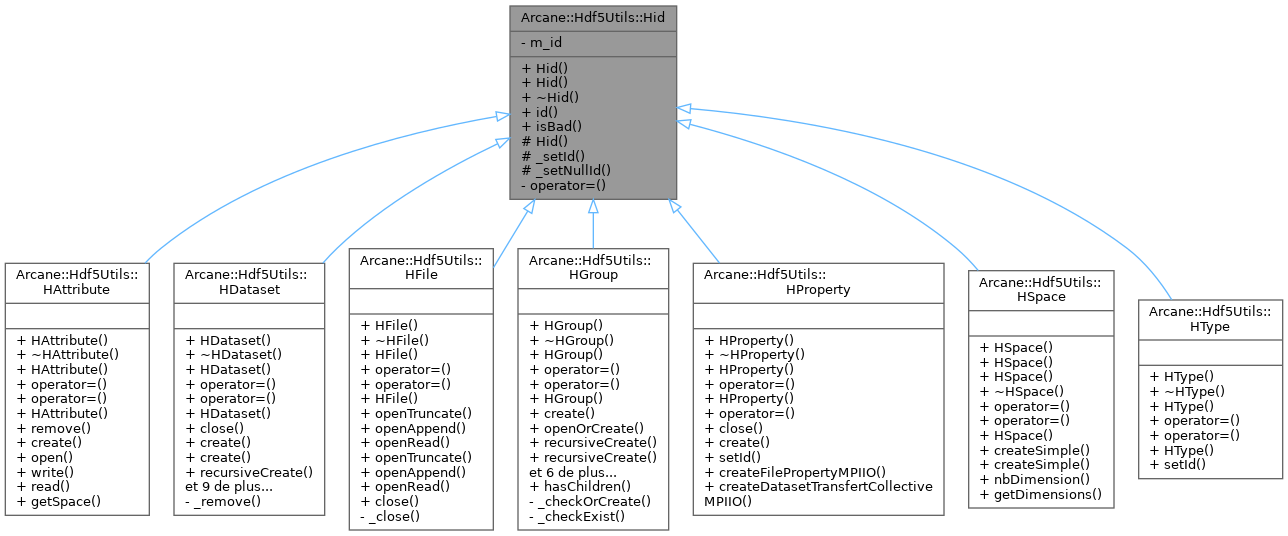 Arcane::Hdf5Utils::Hid
- m_id
+ Hid()
+ Hid()
+ ~Hid()
+ id()
+ isBad()
# Hid()
# _setId()
# _setNullId()
- operator=()
Arcane::Hdf5Utils::
HAttribute
+ HAttribute()
+ ~HAttribute()
+ HAttribute()
+ operator=()
+ operator=()
+ HAttribute()
+ remove()
+ create()
+ open()
+ write()
+ read()
+ getSpace()
Arcane::Hdf5Utils::
HDataset
+ HDataset()
+ ~HDataset()
+ HDataset()
+ operator=()
+ operator=()
+ HDataset()
+ close()
+ create()
+ create()
+ recursiveCreate()
et 9 de plus...
- _remove()
Arcane::Hdf5Utils::
HFile
+ HFile()
+ ~HFile()
+ HFile()
+ operator=()
+ operator=()
+ HFile()
+ openTruncate()
+ openAppend()
+ openRead()
+ openTruncate()
+ openAppend()
+ openRead()
+ close()
- _close()
Arcane::Hdf5Utils::
HGroup
+ HGroup()
+ ~HGroup()
+ HGroup()
+ operator=()
+ operator=()
+ HGroup()
+ create()
+ openOrCreate()
+ recursiveCreate()
+ recursiveCreate()
et 6 de plus...
+ hasChildren()
- _checkOrCreate()
- _checkExist()
Arcane::Hdf5Utils::
HProperty
+ HProperty()
+ ~HProperty()
+ HProperty()
+ operator=()
+ HProperty()
+ operator=()
+ close()
+ create()
+ setId()
+ createFilePropertyMPIIO()
+ createDatasetTransfertCollective
MPIIO()
Arcane::Hdf5Utils::
HSpace
+ HSpace()
+ HSpace()
+ HSpace()
+ ~HSpace()
+ operator=()
+ operator=()
+ HSpace()
+ createSimple()
+ createSimple()
+ nbDimension()
+ getDimensions()
Arcane::Hdf5Utils::
HType
+ HType()
+ ~HType()
+ HType()
+ operator=()
+ operator=()
+ HType()
+ setId()